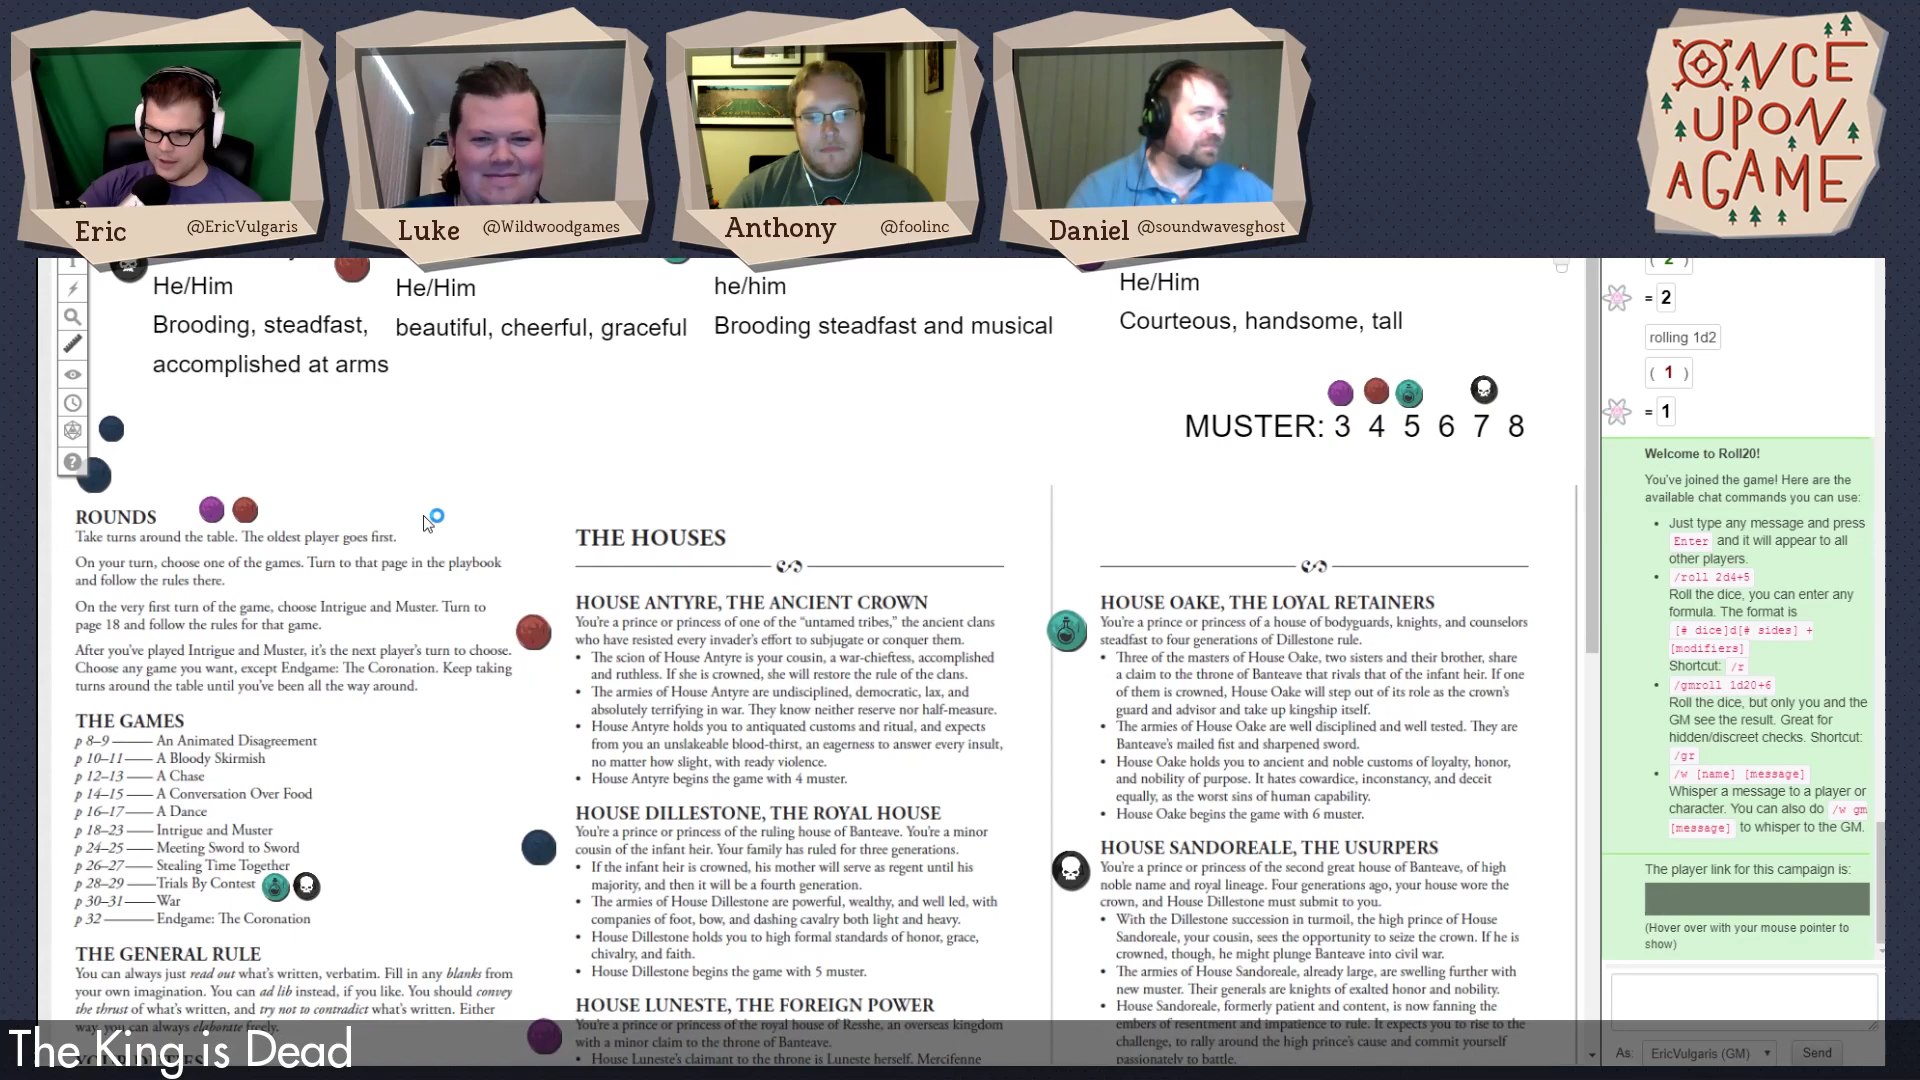 ONCE
UPON
A GAME
Eric @EricVulgaris
Luke @Wildwoodgames
Anthony @foolinc
Daniel @soundwavesghost
He/Him
Brooding, steadfast,
accomplished at arms
He/Him
beautiful, cheerful, graceful
he/him
Brooding steadfast and musical
He/Him
Courteous, handsome, tall
MUSTER: 3 4 5 6 7 8
ROUNDS
Take turns around the table. The oldest player goes first.
On your turn, choose one of the games. Turn to that page in the playbook
and follow the rules there.
On the very first turn of the game, choose Intrigue and Muster. Turn to
page 18 and follow the rules for that game.
After you've played Intrigue and Muster, it's the next player's turn to choose.
Choose any game you want, except Endgame: The Coronation. Keep taking
turns around the table until you've been all the way around.
THE GAMES
p 8–9 An Animated Disagreement
p 10–11 A Bloody Skirmish
p 12–13 A Chase
p 14–15 A Conversation Over Food
p 16–17 A Dance
p 18–23 Intrigue and Muster
p 24–25 Meeting Sword to Sword
p 26–27 Stealing Time Together
p 28–29 Trials By Contest
p 30–31 War
p 32 Endgame: The Coronation
THE GENERAL RULE
You can always just read out what's written, verbatim. Fill in any blanks from
your own imagination. You can ad lib instead, if you like. You should convey
the thrust of what's written, and try not to contradict what's written. Either
way, you can always elaborate freely.
THE HOUSES
HOUSE ANTYRE, THE ANCIENT CROWN
You're a prince or princess of one of the "untamed tribes," the ancient clans
who have resisted every invader's effort to subjugate or conquer them.
• The scion of House Antyre is your cousin, a war-chieftess, accomplished
and ruthless. If she is crowned, she will restore the rule of the clans.
• The armies of House Antyre are undisciplined, democratic, lax, and
absolutely terrifying in war. They know neither reserve nor half-measure.
• House Antyre holds you to antiquated customs and ritual, and expects
from you an unslakeable blood-thirst, an eagerness to answer every insult,
no matter how slight, with ready violence.
• House Antyre begins the game with 4 muster.
HOUSE DILLESTONE, THE ROYAL HOUSE
You're a prince or princess of the ruling house of Banteave. You're a minor
cousin of the infant heir. Your family has ruled for three generations.
• If the infant heir is crowned, his mother will serve as regent until his
majority, and then it will be a fourth generation.
• The armies of House Dillestone are powerful, wealthy, and well led, with
companies of foot, bow, and dashing cavalry both light and heavy.
• House Dillestone holds you to high formal standards of honor, grace,
chivalry, and faith.
• House Dillestone begins the game with 5 muster.
HOUSE LUNESTE, THE FOREIGN POWER
You're a prince or princess of the royal house of Resshe, an overseas kingdom
with a minor claim to the throne of Banteave.
• House Luneste's claimant to the throne is Luneste herself. Mercifenne
HOUSE OAKE, THE LOYAL RETAINERS
You're a prince or princess of a house of bodyguards, knights, and counselors
steadfast to four generations of Dillestone rule.
• Three of the masters of House Oake, two sisters and their brother, share
a claim to the throne of Banteave that rivals that of the infant heir. If one
of them is crowned, House Oake will step out of its role as the crown's
guard and advisor and take up kingship itself.
• The armies of House Oake are well disciplined and well tested. They are
Banteave's mailed fist and sharpened sword.
• House Oake holds you to ancient and noble customs of loyalty, honor,
and nobility of purpose. It hates cowardice, inconstancy, and deceit
equally, as the worst sins of human capability.
• House Oake begins the game with 6 muster.
HOUSE SANDOREALE, THE USURPERS
You're a prince or princess of the second great house of Banteave, of high
noble name and royal lineage. Four generations ago, your house wore the
crown, and House Dillestone must submit to you.
• With the Dillestone succession in turmoil, the high prince of House
Sandoreale, your cousin, sees the opportunity to seize the crown. If he is
crowned, though, he might plunge Banteave into civil war.
• The armies of House Sandoreale, already large, are swelling further with
new muster. Their generals are knights of exalted honor and nobility.
• House Sandoreale, formerly patient and content, is now fanning the
embers of resentment and impatience to rule. It expects you to rise to the
challenge, to rally around the high prince's cause and commit yourself
passionately to battle.
( 2 )
= 2
rolling 1d2
( 1 )
= 1
Welcome to Roll20!
You've joined the game! Here are the
available chat commands you can use:
• Just type any message and press
Enter and it will appear to all
other players.
• /roll 2d4+5
Roll the dice, you can enter any
formula. The format is
[# dice]d[# sides] +
[modifiers]
Shortcut: /r
• /gmroll 1d20+6
Roll the dice, but only you and the
GM see the result. Great for
hidden/discreet checks. Shortcut:
/gr
• /w [name] [message]
Whisper a message to a player or
character. You can also do /w gm
[message] to whisper to the GM.
The player link for this campaign is:
(Hover over with your mouse pointer to
show)
As: EricVulgaris (GM) Send
The King is Dead